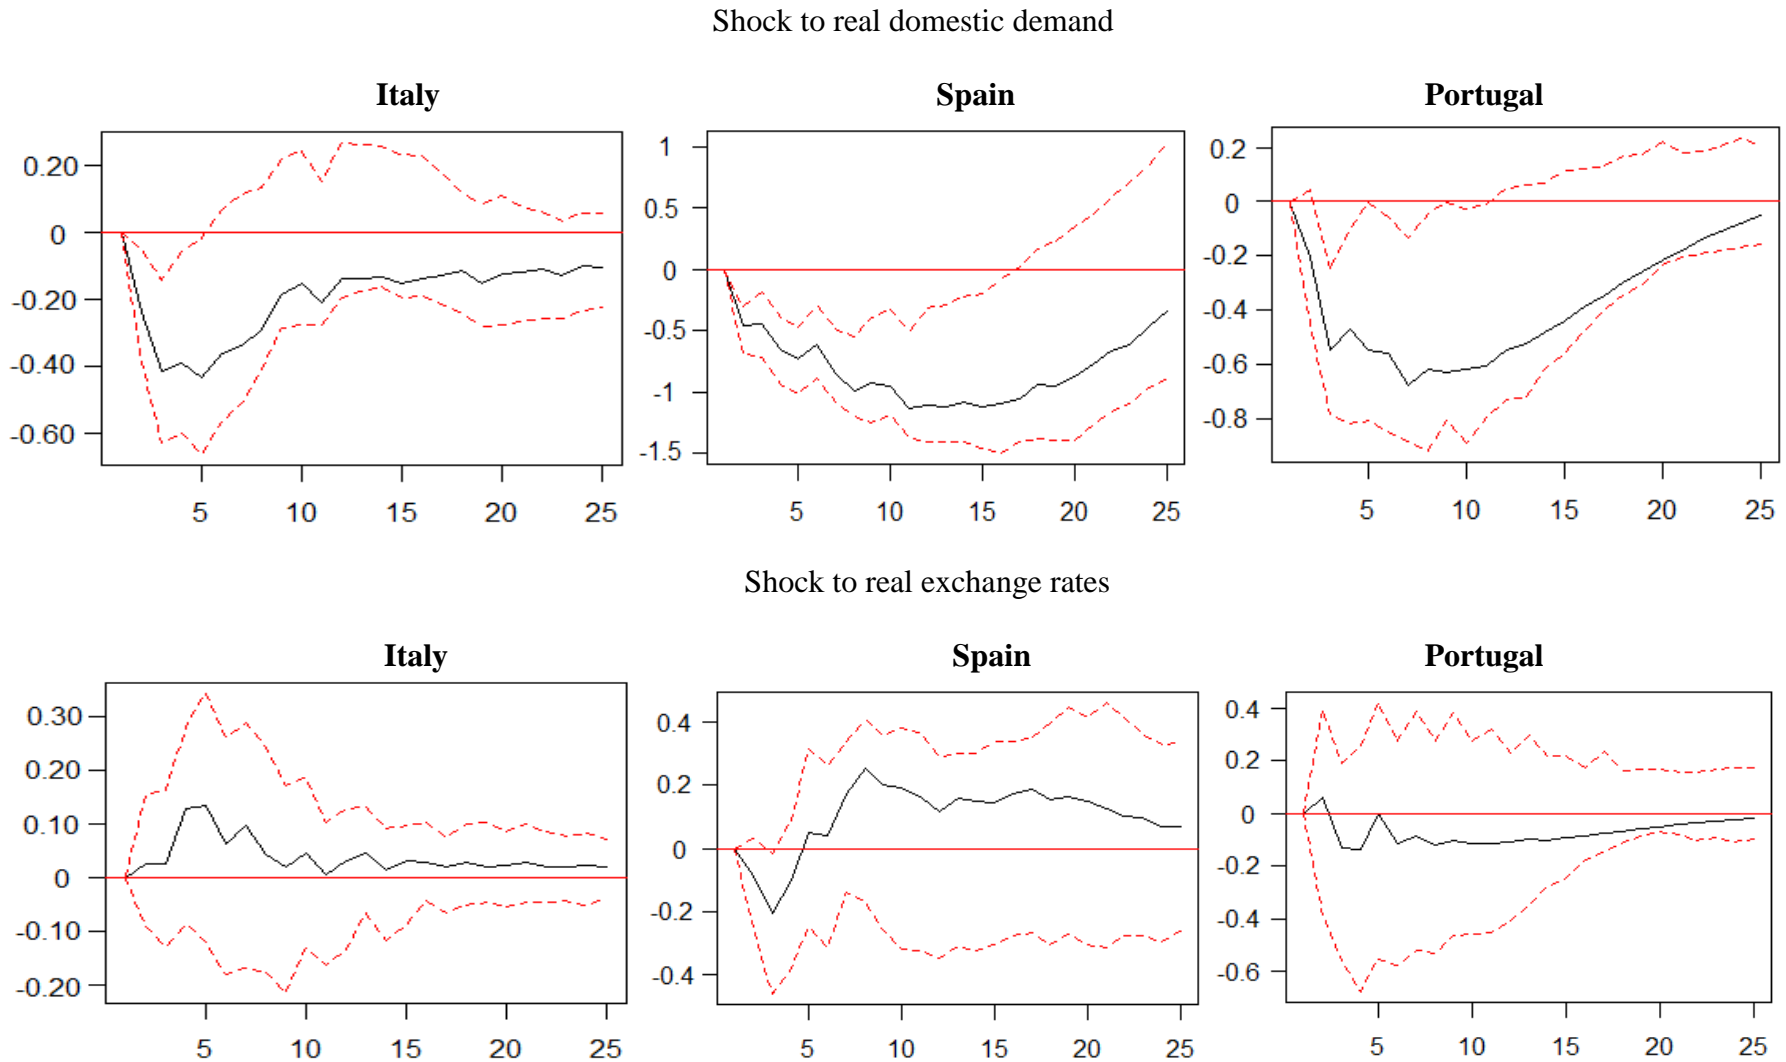 Shock to real domestic demand
Italy
Spain
Portugal
0.20
0
-0.20
-0.40
-0.60
5 10 15 20 25
1
0.5
0
-0.5
-1
-1.5
5 10 15 20 25
0.2
0
-0.2
-0.4
-0.6
-0.8
5 10 15 20 25
Shock to real exchange rates
Italy
Spain
Portugal
0.30
0.20
0.10
0
-0.10
-0.20
5 10 15 20 25
0.4
0.2
0
-0.2
-0.4
5 10 15 20 25
0.4
0.2
0
-0.2
-0.4
-0.6
5 10 15 20 25